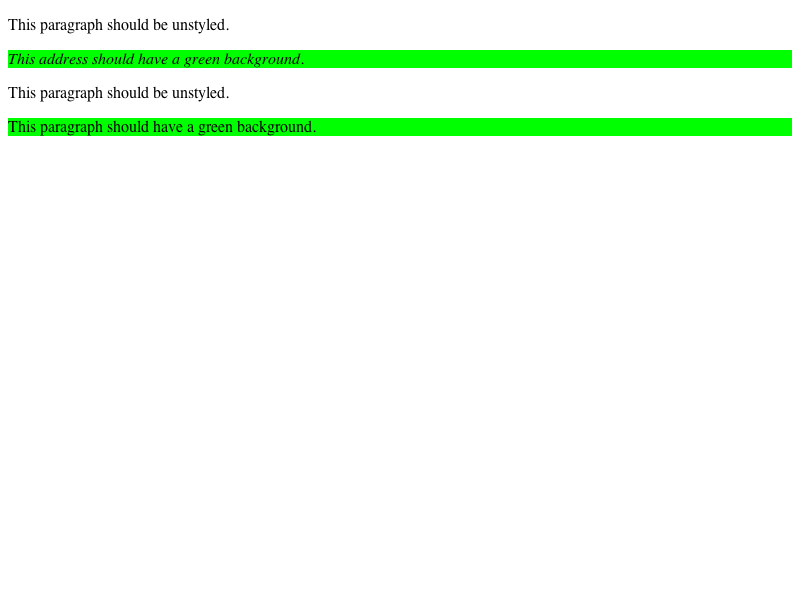 This paragraph should be unstyled.
This address should have a green background.
This paragraph should be unstyled.
This paragraph should have a green background.